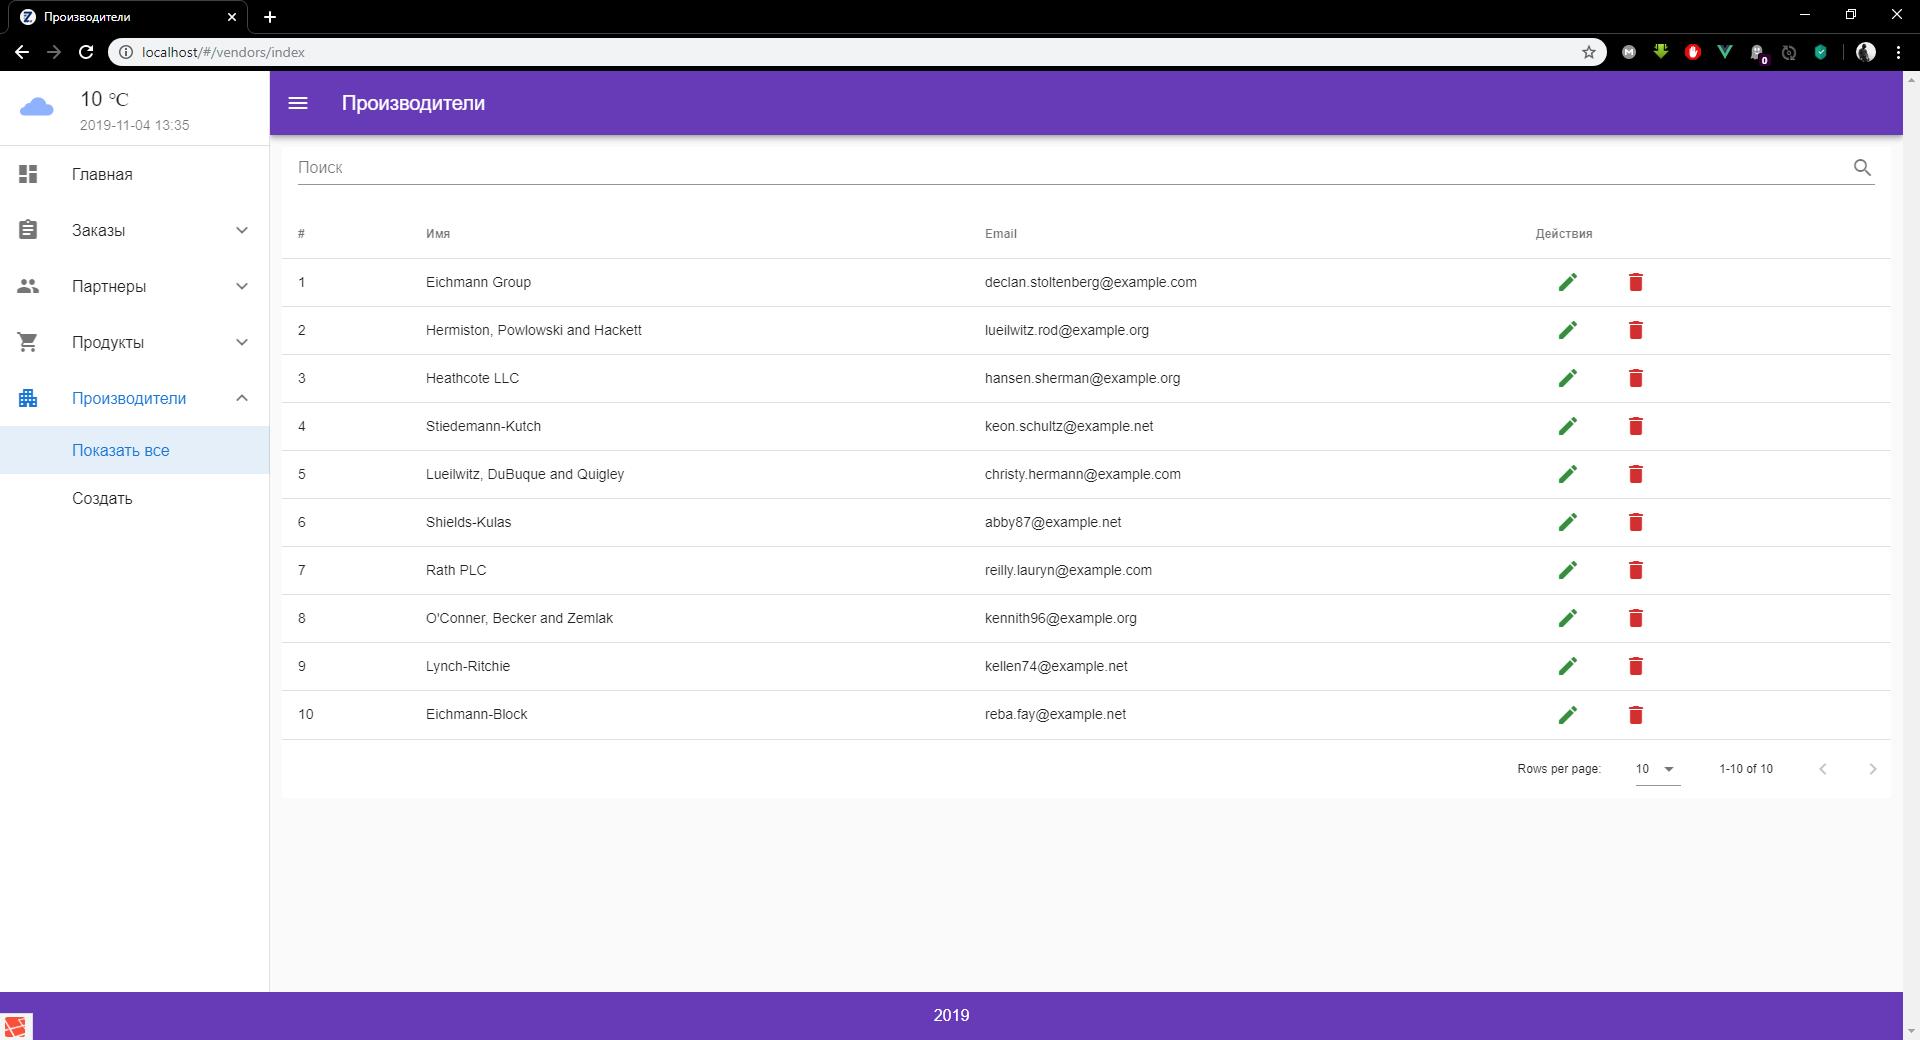 Производители
localhost/#/vendors/index
0
10 °C
2019-11-04 13:35
Производители
Главная
Заказы
Партнеры
Продукты
Производители
Показать все
Создать
Поиск
# Имя Email Действия
1 Eichmann Group declan.stoltenberg@example.com
2 Hermiston, Powlowski and Hackett lueilwitz.rod@example.org
3 Heathcote LLC hansen.sherman@example.org
4 Stiedemann-Kutch keon.schultz@example.net
5 Lueilwitz, DuBuque and Quigley christy.hermann@example.com
6 Shields-Kulas abby87@example.net
7 Rath PLC reilly.lauryn@example.com
8 O'Conner, Becker and Zemlak kennith96@example.org
9 Lynch-Ritchie kellen74@example.net
10 Eichmann-Block reba.fay@example.net
Rows per page: 10 1-10 of 10
2019